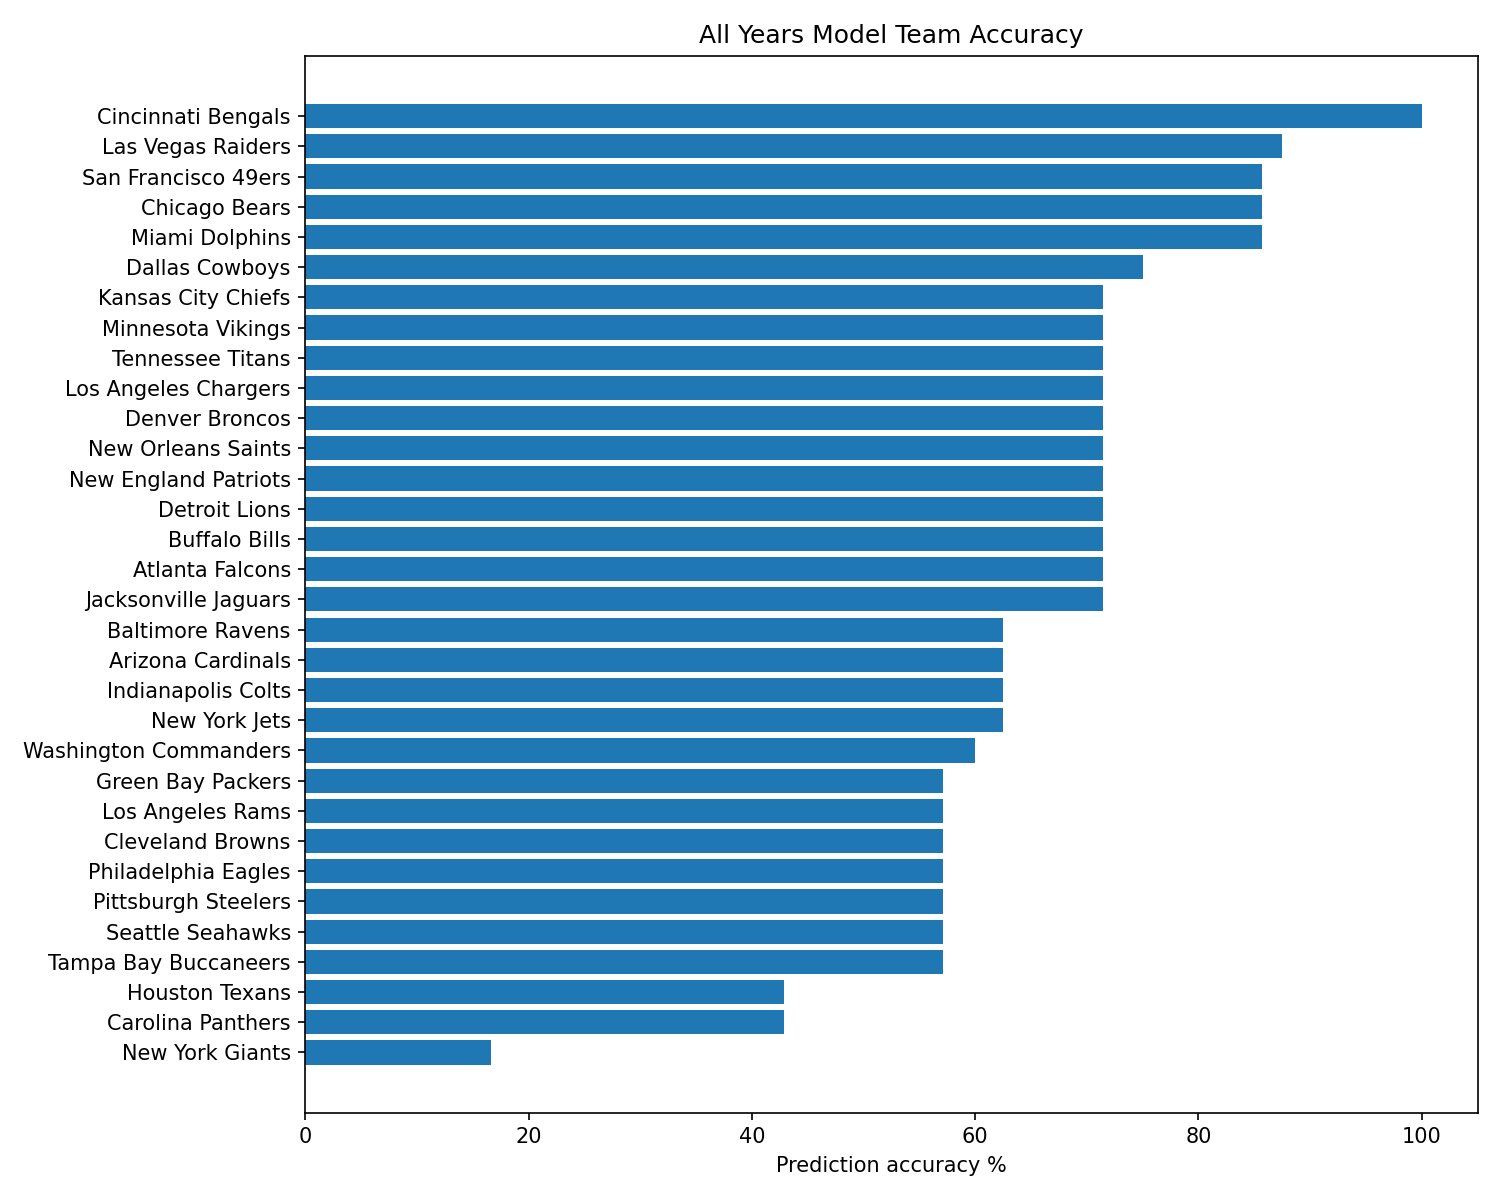 All Years Model Team Accuracy
Cincinnati Bengals
Las Vegas Raiders
San Francisco 49ers
Chicago Bears
Miami Dolphins
Dallas Cowboys
Kansas City Chiefs
Minnesota Vikings
Tennessee Titans
Los Angeles Chargers
Denver Broncos
New Orleans Saints
New England Patriots
Detroit Lions
Buffalo Bills
Atlanta Falcons
Jacksonville Jaguars
Baltimore Ravens
Arizona Cardinals
Indianapolis Colts
New York Jets
Washington Commanders
Green Bay Packers
Los Angeles Rams
Cleveland Browns
Philadelphia Eagles
Pittsburgh Steelers
Seattle Seahawks
Tampa Bay Buccaneers
Houston Texans
Carolina Panthers
New York Giants
0 20 40 60 80 100
Prediction accuracy %